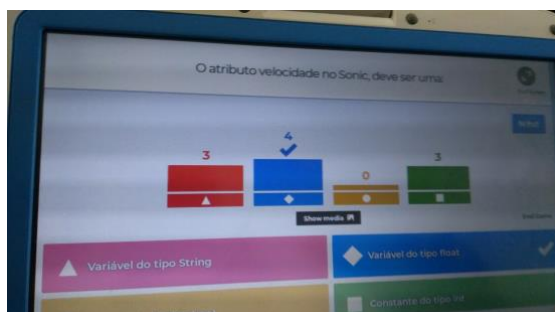 O atributo velocidade no Sonic, deve ser uma:
Next
4
3
3
0
Show media
Variável do tipo String
Variável do tipo float
Constante do tipo int